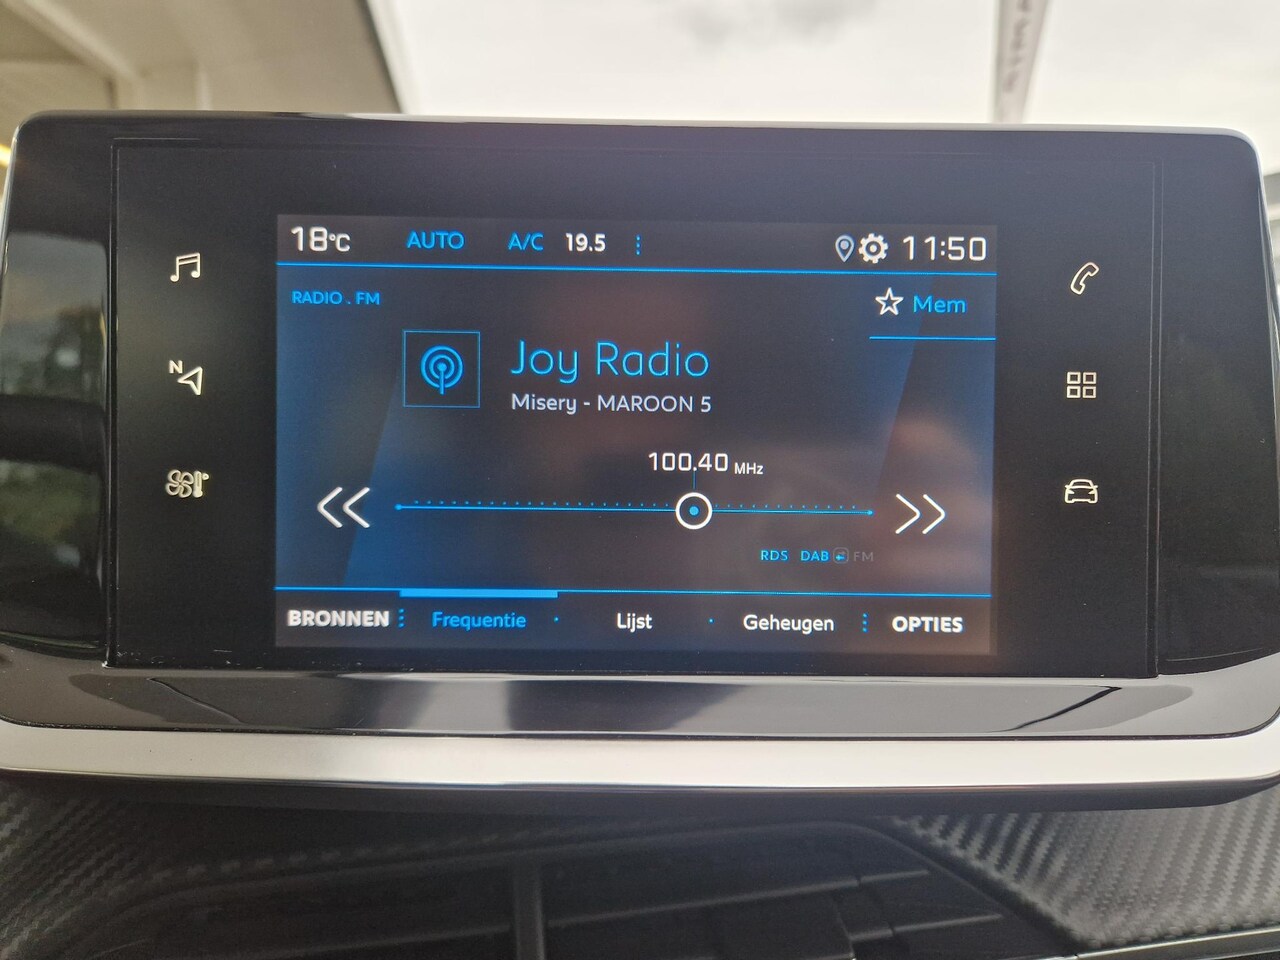 18°C AUTO A/C 19.5 11:50
RADIO . FM
Mem
Joy Radio
Misery - MAROON 5
N
100.40 MHz
RDS DAB FM
BRONNEN Frequentie Lijst Geheugen OPTIES